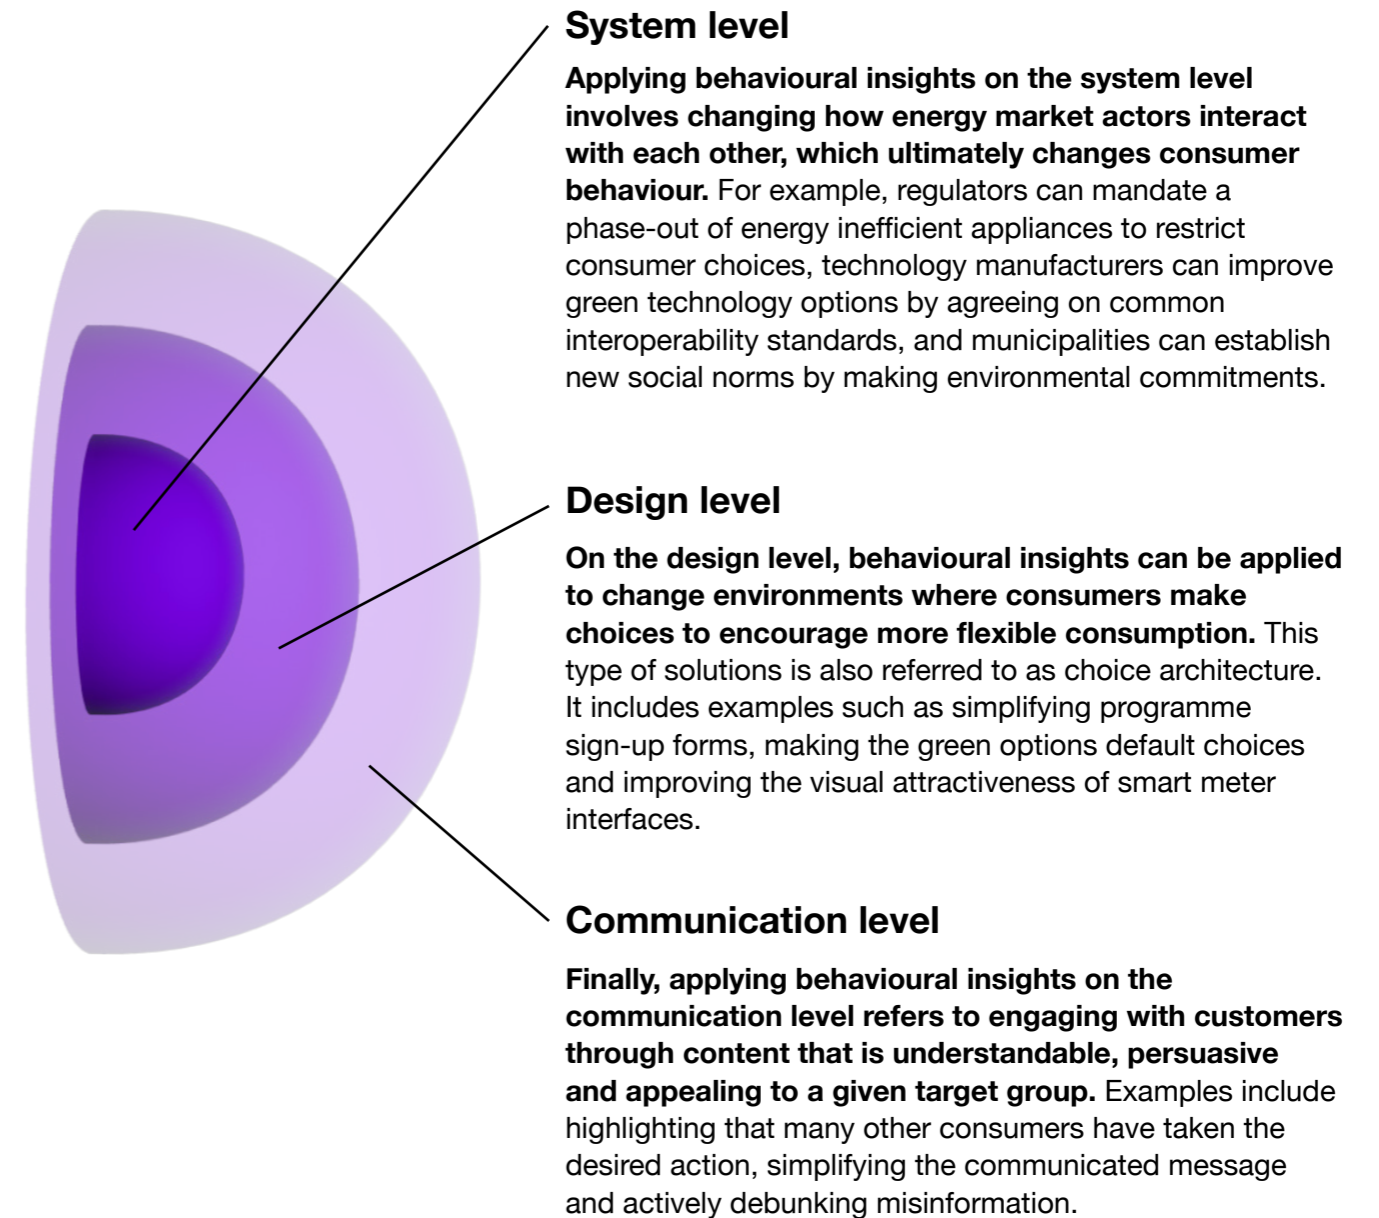 System level
Applying behavioural insights on the system level
involves changing how energy market actors interact
with each other, which ultimately changes consumer
behaviour. For example, regulators can mandate a
phase-out of energy inefficient appliances to restrict
consumer choices, technology manufacturers can improve
green technology options by agreeing on common
interoperability standards, and municipalities can establish
new social norms by making environmental commitments.
Design level
On the design level, behavioural insights can be applied
to change environments where consumers make
choices to encourage more flexible consumption. This
type of solutions is also referred to as choice architecture.
It includes examples such as simplifying programme
sign-up forms, making the green options default choices
and improving the visual attractiveness of smart meter
interfaces.
Communication level
Finally, applying behavioural insights on the
communication level refers to engaging with customers
through content that is understandable, persuasive
and appealing to a given target group. Examples include
highlighting that many other consumers have taken the
desired action, simplifying the communicated message
and actively debunking misinformation.